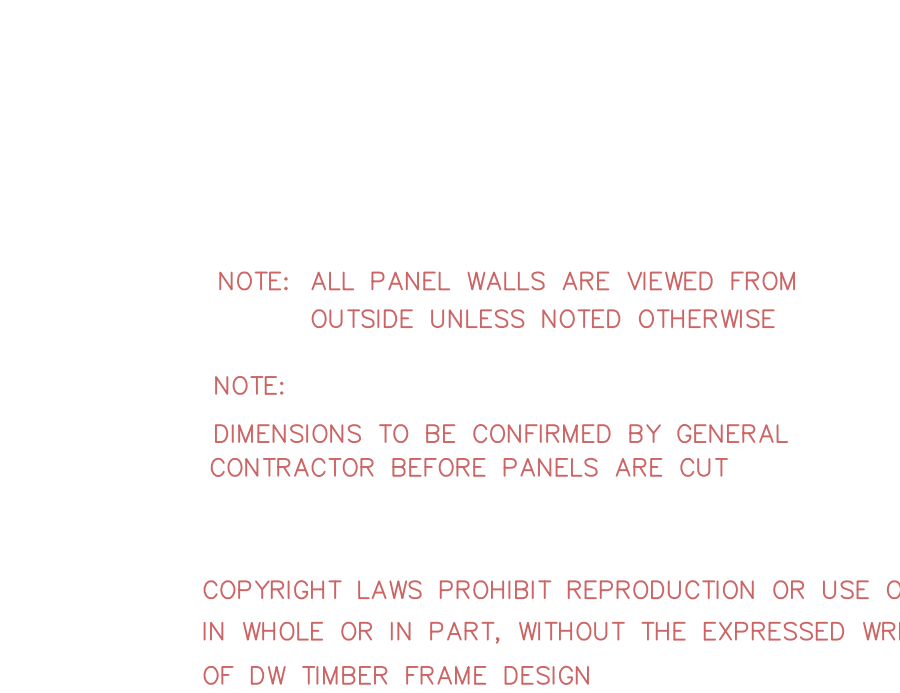 NOTE: ALL PANEL WALLS ARE VIEWED FROM
OUTSIDE UNLESS NOTED OTHERWISE
NOTE:
DIMENSIONS TO BE CONFIRMED BY GENERAL
CONTRACTOR BEFORE PANELS ARE CUT
COPYRIGHT LAWS PROHIBIT REPRODUCTION OR USE
IN WHOLE OR IN PART, WITHOUT THE EXPRESSED
OF DW TIMBER FRAME DESIGN